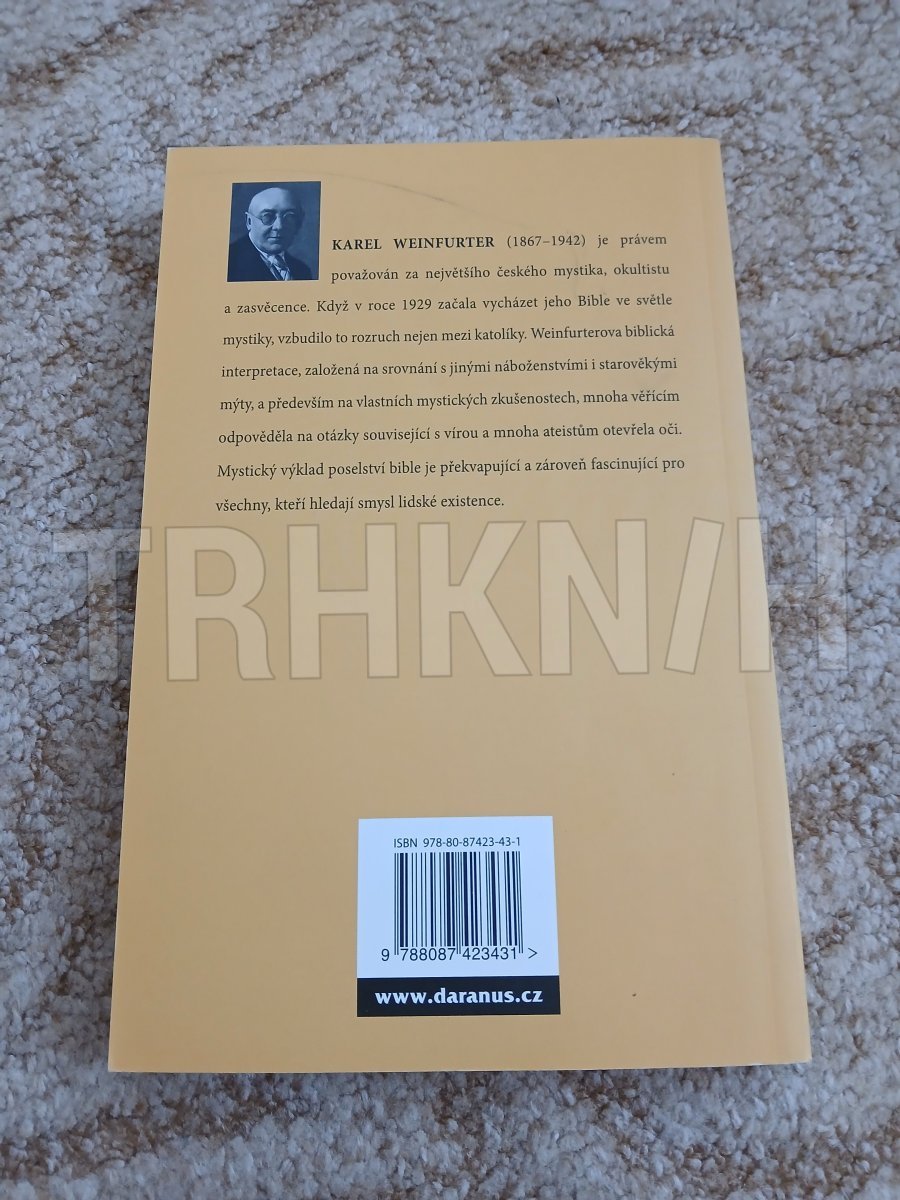 KAREL WEINFURTER (1867–1942) je právem
považován za největšího českého mystika, okultistu
a zasvěcence. Když v roce 1929 začala vycházet jeho Bible ve světle
mystiky, vzbudilo to rozruch nejen mezi katolíky. Weinfurterova biblická
interpretace, založená na srovnání s jinými náboženstvími i starověkými
mýty, a především na vlastních mystických zkušenostech, mnoha věřícím
odpověděla na otázky související s vírou a mnoha ateistům otevřela oči.
Mystický výklad poselství bible je překvapující a zároveň fascinující pro
všechny, kteří hledají smysl lidské existence.
TRHKNIH
ISBN 978-80-87423-43-1
9 788087 423431 >
www.daranus.cz